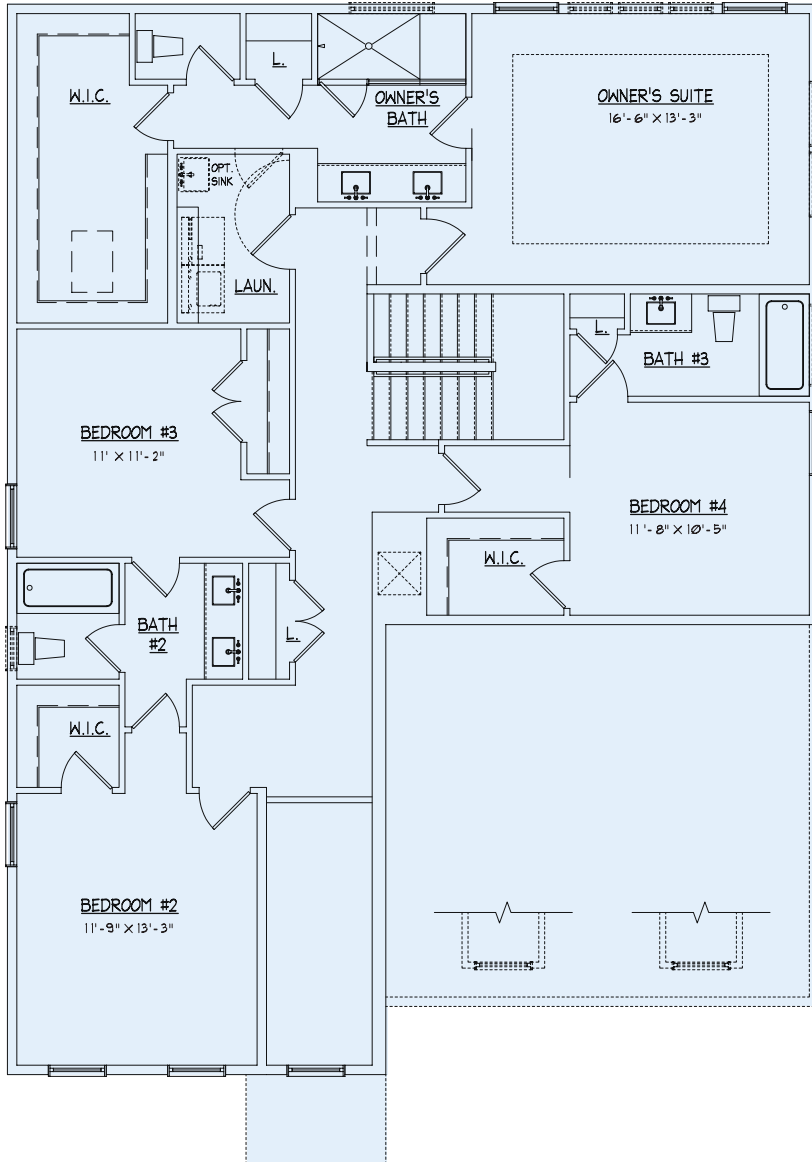 W.I.C.
L.
OWNER'S
BATH
OWNER'S SUITE
16'-6" X 13'-3"
OPT.
SINK
LAUN.
L.
BATH #3
BEDROOM #3
11' X 11'-2"
BEDROOM #4
11'-8" X 10'-5"
W.I.C.
BATH
#2
L.
W.I.C.
BEDROOM #2
11'-9" X 13'-3"